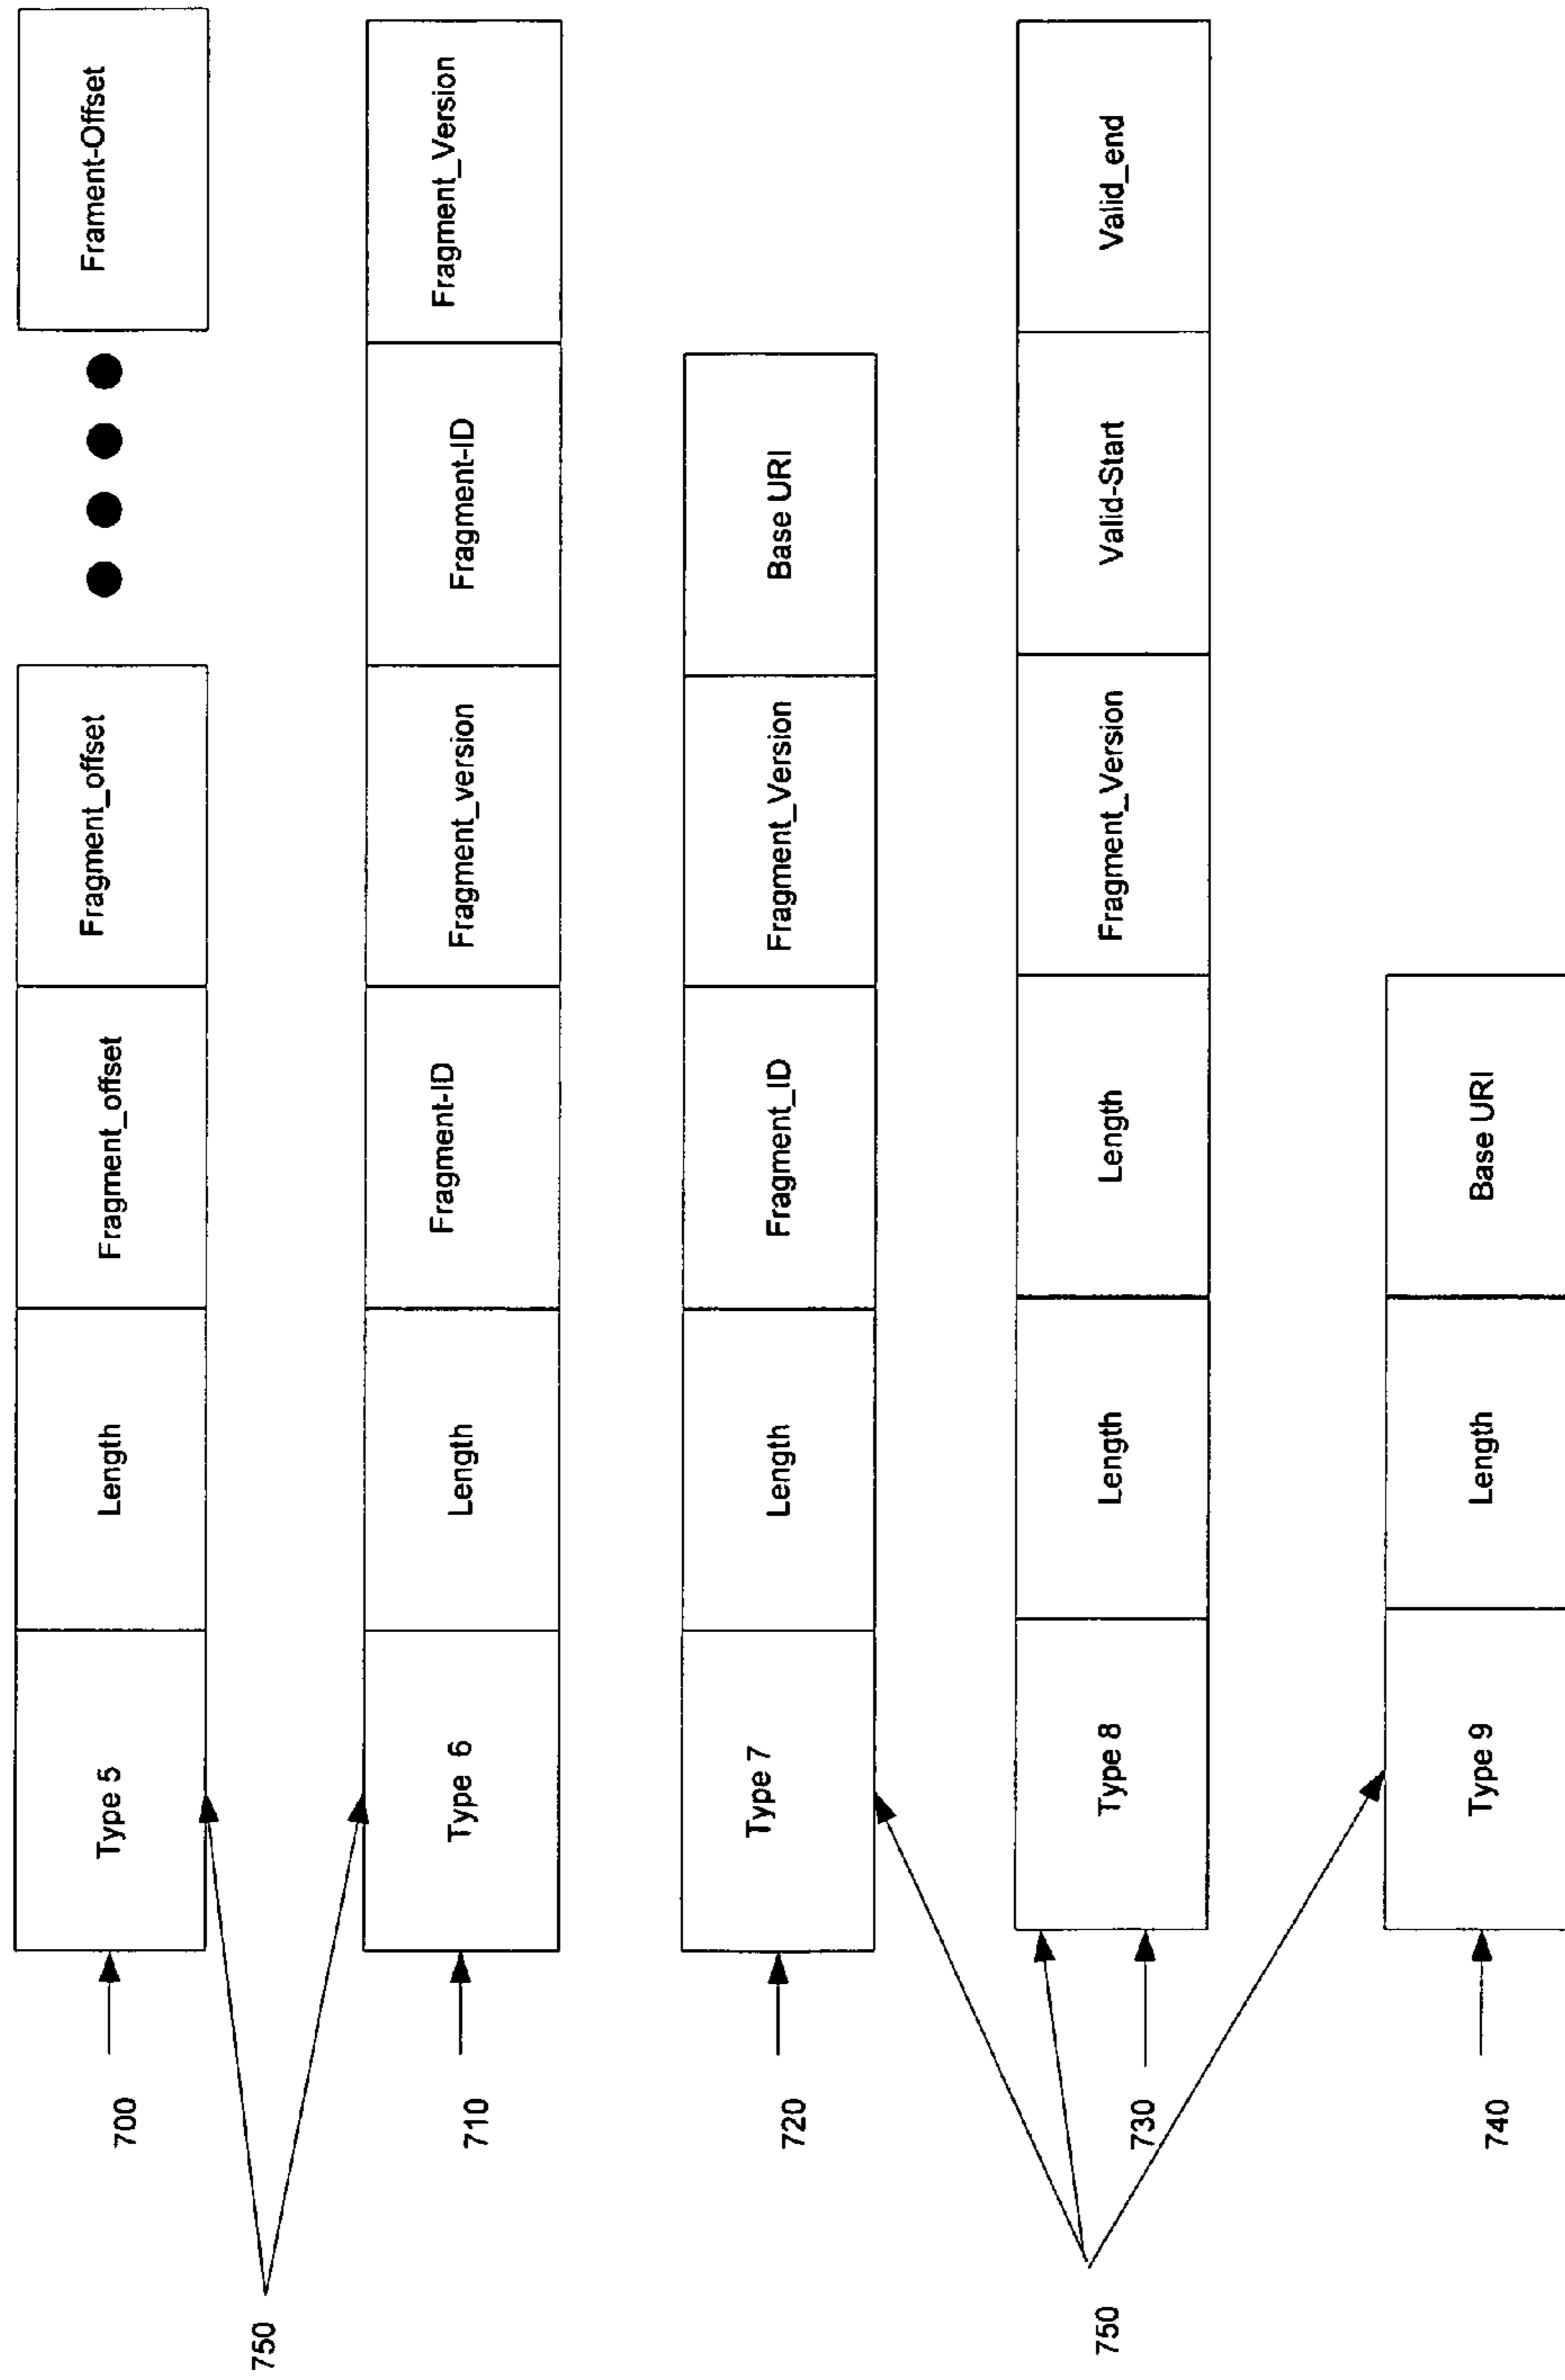 700
Type 5
Length
Fragment_offset
Fragment_offset
Frament-Offset
750
710
Type 6
Length
Fragment-ID
Fragment_version
Fragment-ID
Fragment_Version
720
Type 7
Length
Fragment_ID
Fragment_Version
Base URI
750
730
Type 8
Length
Length
Fragment_Version
Valid-Start
Valid_end
740
Type 9
Length
Base URI